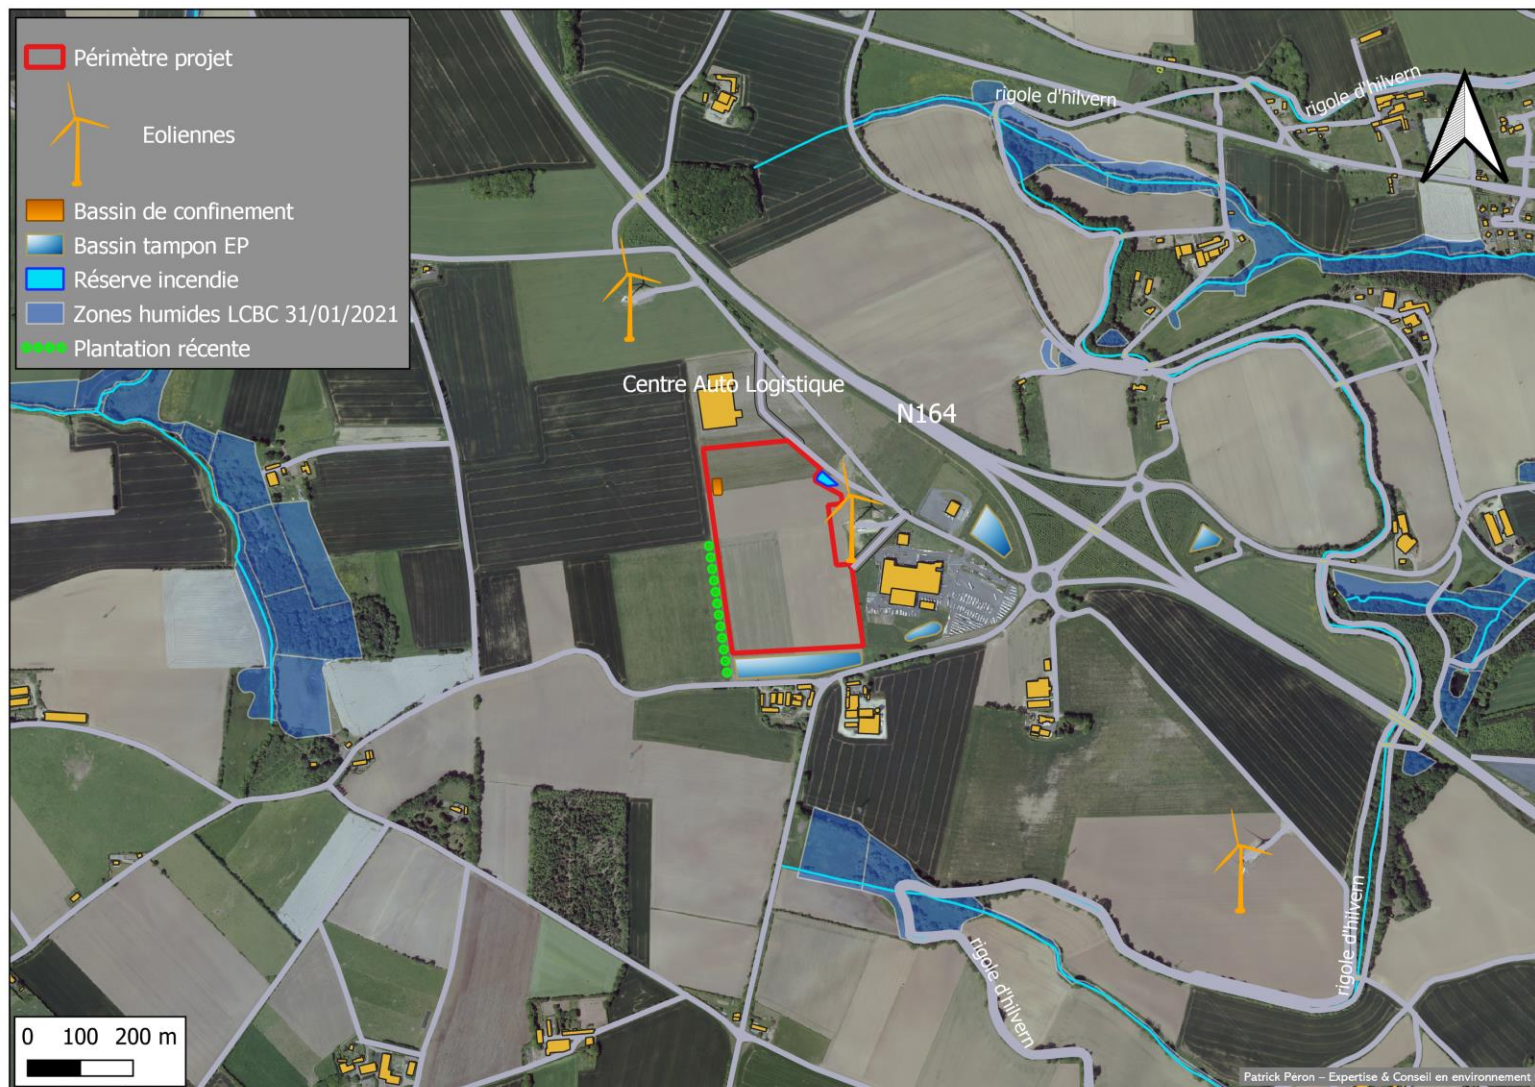 Périmètre projet
Eoliennes
Bassin de confinement
Bassin tampon EP
Réserve incendie
Zones humides LCBC 31/01/2021
Plantation récente
rigole d'hilvern
rigole d'hilvern
Centre Auto Logistique
N164
rigole d'hilvern
rigole d'hilvern
0 100 200 m
Patrick Péron – Expertise & Conseil en environnement